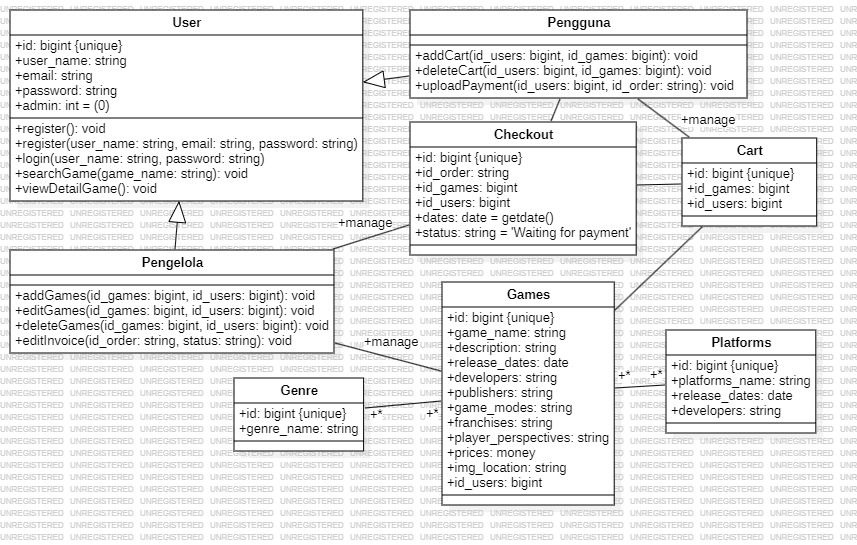 User
+id: bigint {unique}
+user_name: string
+email: string
+password: string
+admin: int = (0)
+register(): void
+register(user_name: string, email: string, password: string)
+login(user_name: string, password: string)
+searchGame(game_name: string): void
+viewDetailGame(): void
Pengguna
+addCart(id_users: bigint, id_games: bigint): void
+deleteCart(id_users: bigint, id_games: bigint): void
+uploadPayment(id_users: bigint, id_order: string): void
+manage
Checkout
+id: bigint {unique}
+id_order: string
+id_games: bigint
+id_users: bigint
+dates: date = getdate()
+status: string = 'Waiting for payment'
Cart
+id: bigint {unique}
+id_games: bigint
+id_users: bigint
+manage
Pengelola
+addGames(id_games: bigint, id_users: bigint): void
+editGames(id_games: bigint, id_users: bigint): void
+deleteGames(id_games: bigint, id_users: bigint): void
+editInvoice(id_order: string, status: string): void
+manage
Games
+id: bigint {unique}
+game_name: string
+description: string
+release_dates: date
+developers: string
+publishers: string
+game_modes: string
+franchises: string
+player_perspectives: string
+prices: money
+img_location: string
+id_users: bigint
Platforms
+id: bigint {unique}
+platforms_name: string
+release_dates: date
+developers: string
+* +*
Genre
+id: bigint {unique}
+genre_name: string
+* +*
UNREGISTERED